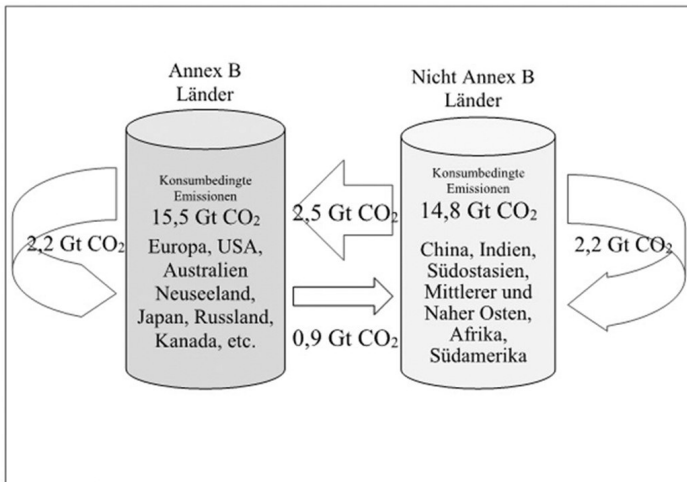 Annex B
Länder
Nicht Annex B
Länder
Konsumbedingte
Emissionen
15,5 Gt CO₂
Europa, USA,
Australien
Neuseeland,
Japan, Russland,
Kanada, etc.
Konsumbedingte
Emissionen
14,8 Gt CO₂
China, Indien,
Südostasien,
Mittlerer und
Naher Osten,
Afrika,
Südamerika
2,2 Gt CO₂
2,5 Gt CO₂
0,9 Gt CO₂
2,2 Gt CO₂